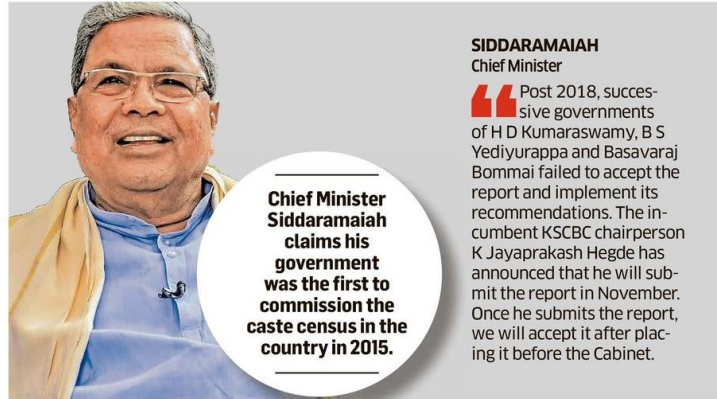 SIDDARAMAIAH
Chief Minister
Post 2018, succes-
sive governments
of H D Kumaraswamy, B S
Yediyurappa and Basavaraj
Bommai failed to accept the
report and implement its
recommendations. The in-
cumbent KSCBC chairperson
K Jayaprakash Hegde has
announced that he will sub-
mit the report in November.
Once he submits the report,
we will accept it after plac-
ing it before the Cabinet.
Chief Minister
Siddaramaiah
claims his
government
was the first to
commission the
caste census in the
country in 2015.